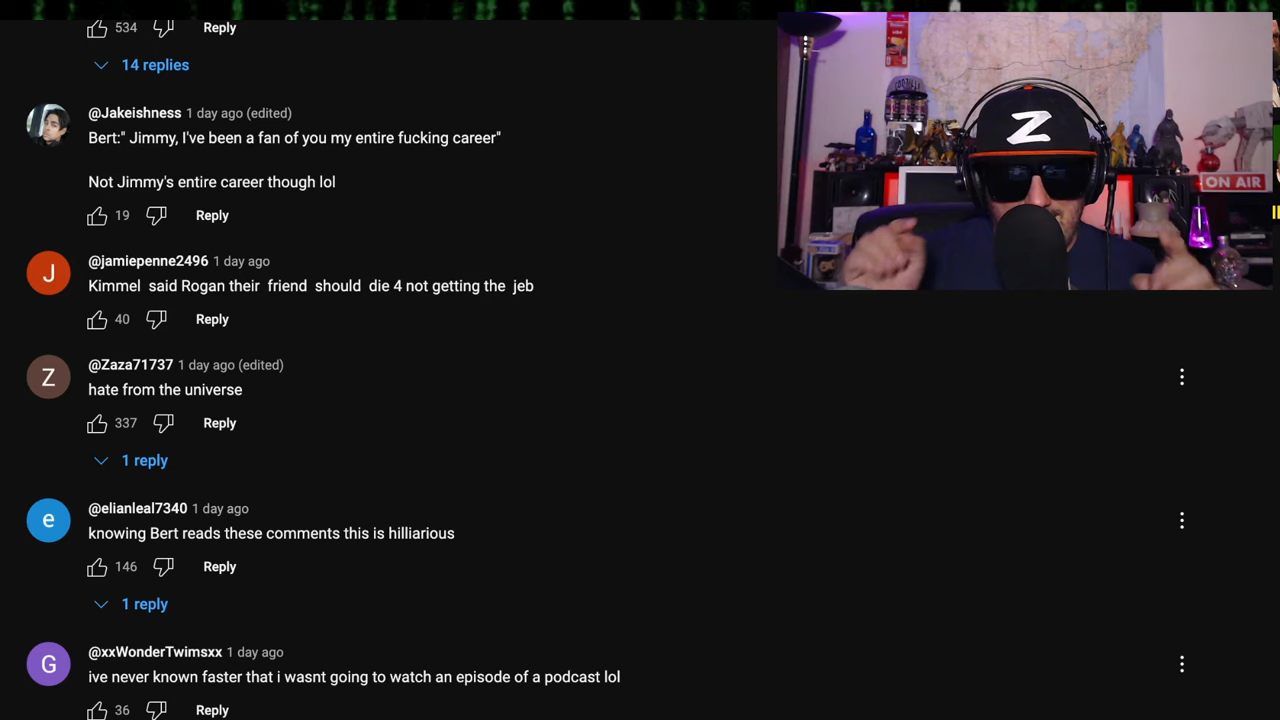 534
Reply
14 replies
@Jakeishness 1 day ago (edited)
Bert:" Jimmy, I've been a fan of you my entire fucking career"
Not Jimmy's entire career though lol
19
Reply
@jamiepenne2496 1 day ago
J
Kimmel said Rogan their friend should die 4 not getting the jeb
40
Reply
@Zaza71737 1 day ago (edited)
Z
hate from the universe
337
Reply
1 reply
@elianleal7340 1 day ago
e
knowing Bert reads these comments this is hilliarious
146
Reply
1 reply
@xxWonderTwimsxx 1 day ago
G
ive never known faster that i wasnt going to watch an episode of a podcast lol
36
Reply
Z
ON AIR